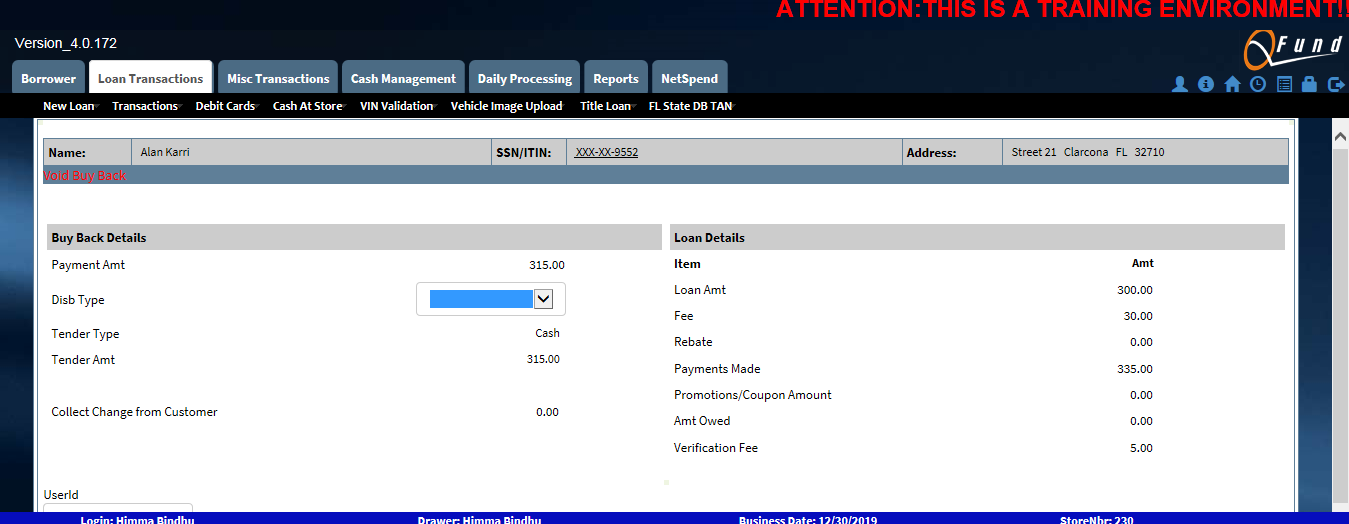 ATTENTION:THIS IS A TRAINING ENVIRONMENT!!
Version_4.0.172
QFund
Borrower Loan Transactions Misc Transactions Cash Management Daily Processing Reports NetSpend
New Loan Transactions Debit Cards Cash At Store VIN Validation Vehicle Image Upload Title Loan FL State DB TAN
Name: Alan Karri SSN/ITIN: XXX-XX-9552 Address: Street 21 Clarcona FL 32710
Void Buy Back
Buy Back Details Loan Details
Payment Amt 315.00 Item Amt
Disb Type Loan Amt 300.00
Fee 30.00
Tender Type Cash Rebate 0.00
Tender Amt 315.00 Payments Made 335.00
Promotions/Coupon Amount 0.00
Collect Change from Customer 0.00 Amt Owed 0.00
Verification Fee 5.00
UserId
Login: Himma Bindhu Drawer: Himma Bindhu Business Date: 12/30/2019 StoreNbr: 230